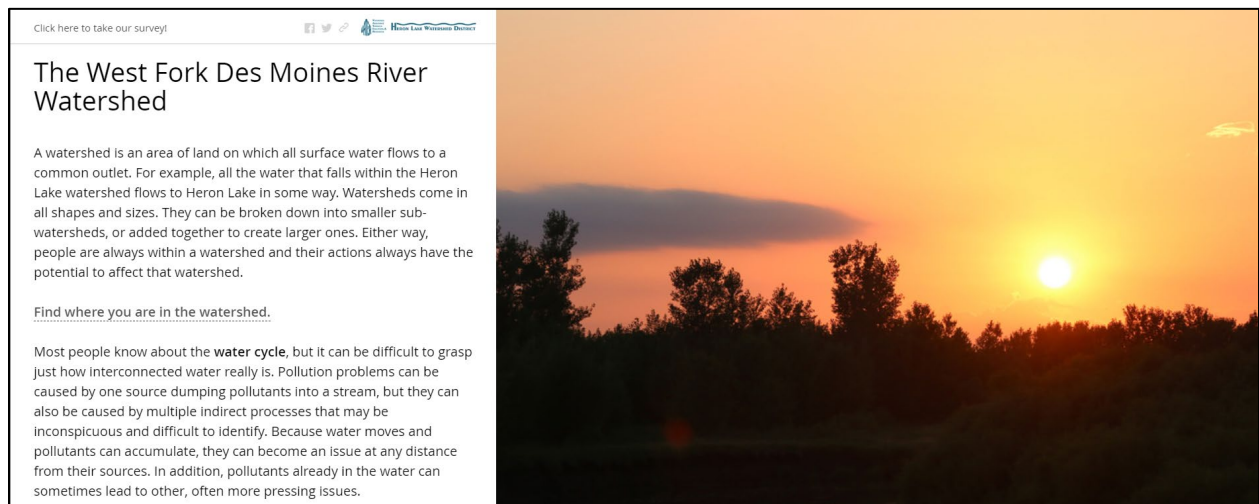 Click here to take our survey!
HERON LAKE WATERSHED DISTRICT
The West Fork Des Moines River
Watershed
A watershed is an area of land on which all surface water flows to a
common outlet. For example, all the water that falls within the Heron
Lake watershed flows to Heron Lake in some way. Watersheds come in
all shapes and sizes. They can be broken down into smaller sub-
watersheds, or added together to create larger ones. Either way,
people are always within a watershed and their actions always have the
potential to affect that watershed.
Find where you are in the watershed.
Most people know about the water cycle, but it can be difficult to grasp
just how interconnected water really is. Pollution problems can be
caused by one source dumping pollutants into a stream, but they can
also be caused by multiple indirect processes that may be
inconspicuous and difficult to identify. Because water moves and
pollutants can accumulate, they can become an issue at any distance
from their sources. In addition, pollutants already in the water can
sometimes lead to other, often more pressing issues.